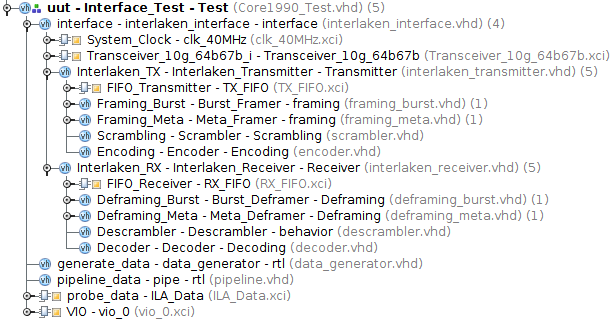 uut - Interface_Test - Test (Core1990_Test.vhd) (5)
interface - interlaken_interface - interface (interlaken_interface.vhd) (4)
System_Clock - clk_40MHz (clk_40MHz.xci)
Transceiver_10g_64b67b_i - Transceiver_10g_64b67b (Transceiver_10g_64b67b.xci)
Interlaken_TX - Interlaken_Transmitter - Transmitter (interlaken_transmitter.vhd) (5)
FIFO_Transmitter - TX_FIFO (TX_FIFO.xci)
Framing_Burst - Burst_Framer - framing (framing_burst.vhd) (1)
Framing_Meta - Meta_Framer - framing (framing_meta.vhd) (1)
Scrambling - Scrambler - Scrambling (scrambler.vhd)
Encoding - Encoder - Encoding (encoder.vhd)
Interlaken_RX - Interlaken_Receiver - Receiver (interlaken_receiver.vhd) (5)
FIFO_Receiver - RX_FIFO (RX_FIFO.xci)
Deframing_Burst - Burst_Deframer - Deframing (deframing_burst.vhd) (1)
Deframing_Meta - Meta_Deframer - Deframing (deframing_meta.vhd) (1)
Descrambler - Descrambler - behavior (descrambler.vhd)
Decoder - Decoder - Decoding (decoder.vhd)
generate_data - data_generator - rtl (data_generator.vhd)
pipeline_data - pipe - rtl (pipeline.vhd)
probe_data - ILA_Data (ILA_Data.xci)
VIO - vio_0 (vio_0.xci)